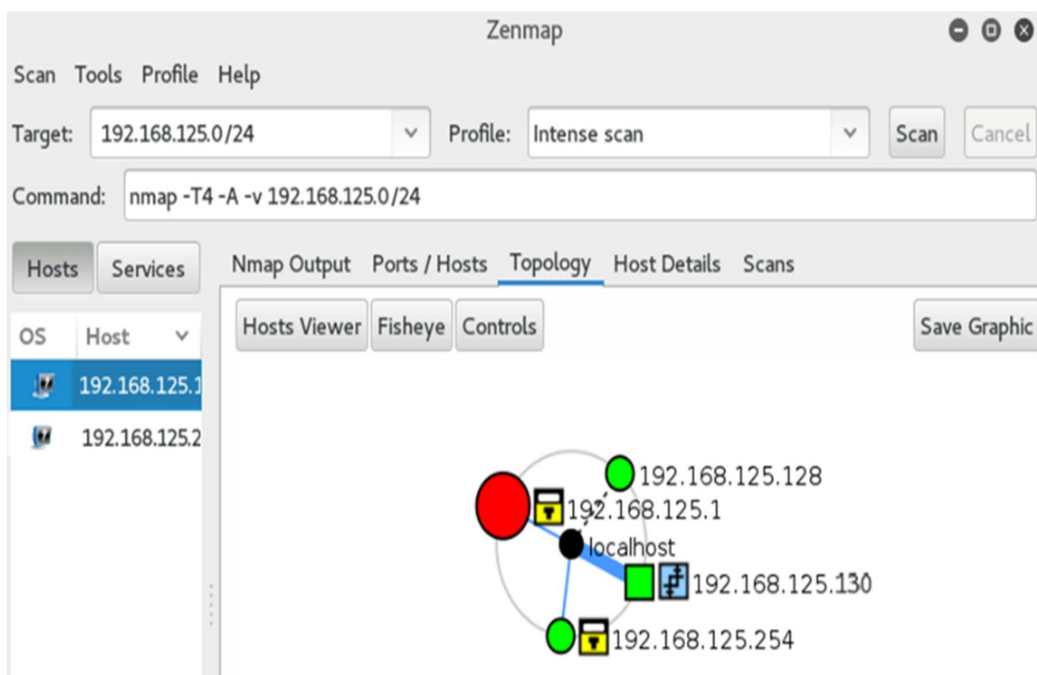 Zenmap
Scan Tools Profile Help
Target: 192.168.125.0/24 Profile: Intense scan Scan Cancel
Command: nmap -T4 -A -v 192.168.125.0/24
Hosts Services Nmap Output Ports / Hosts Topology Host Details Scans
Hosts Viewer Fisheye Controls Save Graphic
OS Host
192.168.125.1
192.168.125.2
192.168.125.128
192.168.125.1
localhost
192.168.125.130
192.168.125.254